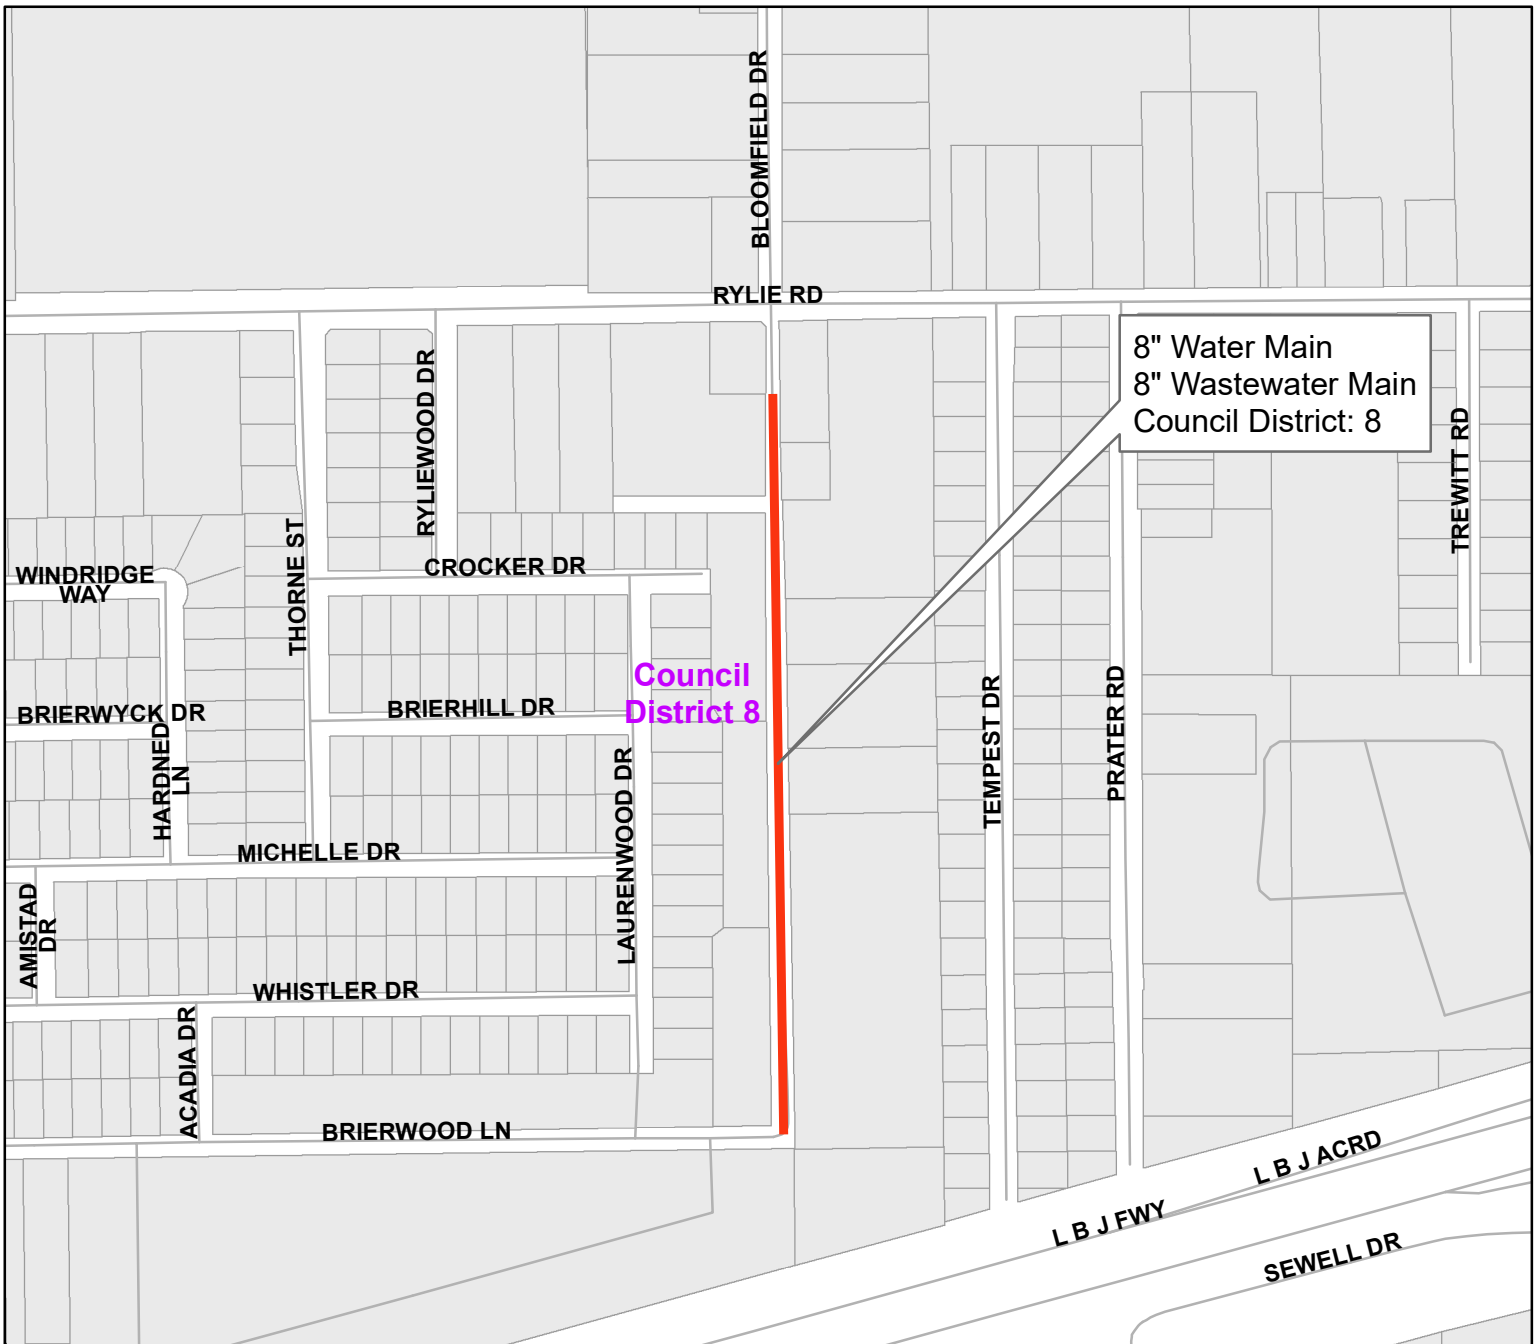 BLOOMFIELD DR
RYLIE RD
8" Water Main
8" Wastewater Main
Council District: 8
RYLIEWOOD DR
TREWITT RD
THORNE ST
CROCKER DR
WINDRIDGE
WAY
Council
District 8
BRIERHILL DR
BRIERWYCK DR
HARDNED
LN
LAURENWOOD DR
TEMPEST DR
PRATER RD
MICHELLE DR
AMISTAD
DR
WHISTLER DR
ACADIA DR
BRIERWOOD LN
L B J ACRD
L B J FWY
SEWELL DR